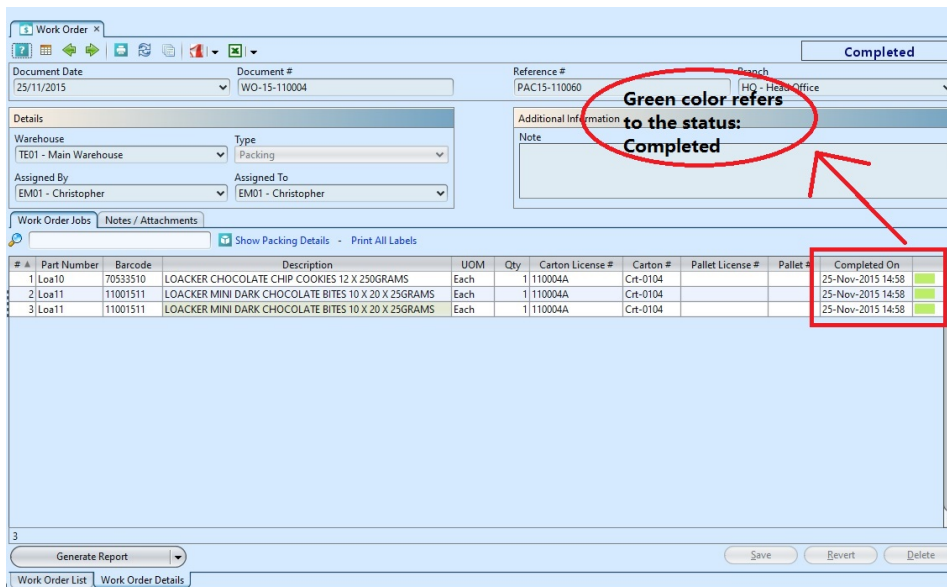 Work Order ×
Completed
Document Date Document # Reference # Branch
25/11/2015 WO-15-110004 PAC15-110060 HO - Head Office
Green color refers
to the status:
Completed
Details Additional Information
Warehouse Type Note
TE01 - Main Warehouse Packing
Assigned By Assigned To
EM01 - Christopher EM01 - Christopher
Work Order Jobs Notes / Attachments
Show Packing Details - Print All Labels
# Part Number Barcode Description UOM Qty Carton License # Carton # Pallet License # Pallet # Completed On
1 Loa10 70533510 LOACKER CHOCOLATE CHIP COOKIES 12 X 250GRAMS Each 1 110004A Crt-0104 25-Nov-2015 14:58
2 Loa11 11001511 LOACKER MINI DARK CHOCOLATE BITES 10 X 20 X 25GRAMS Each 1 110004A Crt-0104 25-Nov-2015 14:58
3 Loa11 11001511 LOACKER MINI DARK CHOCOLATE BITES 10 X 20 X 25GRAMS Each 1 110004A Crt-0104 25-Nov-2015 14:58
3
Generate Report Save Revert Delete
Work Order List Work Order Details